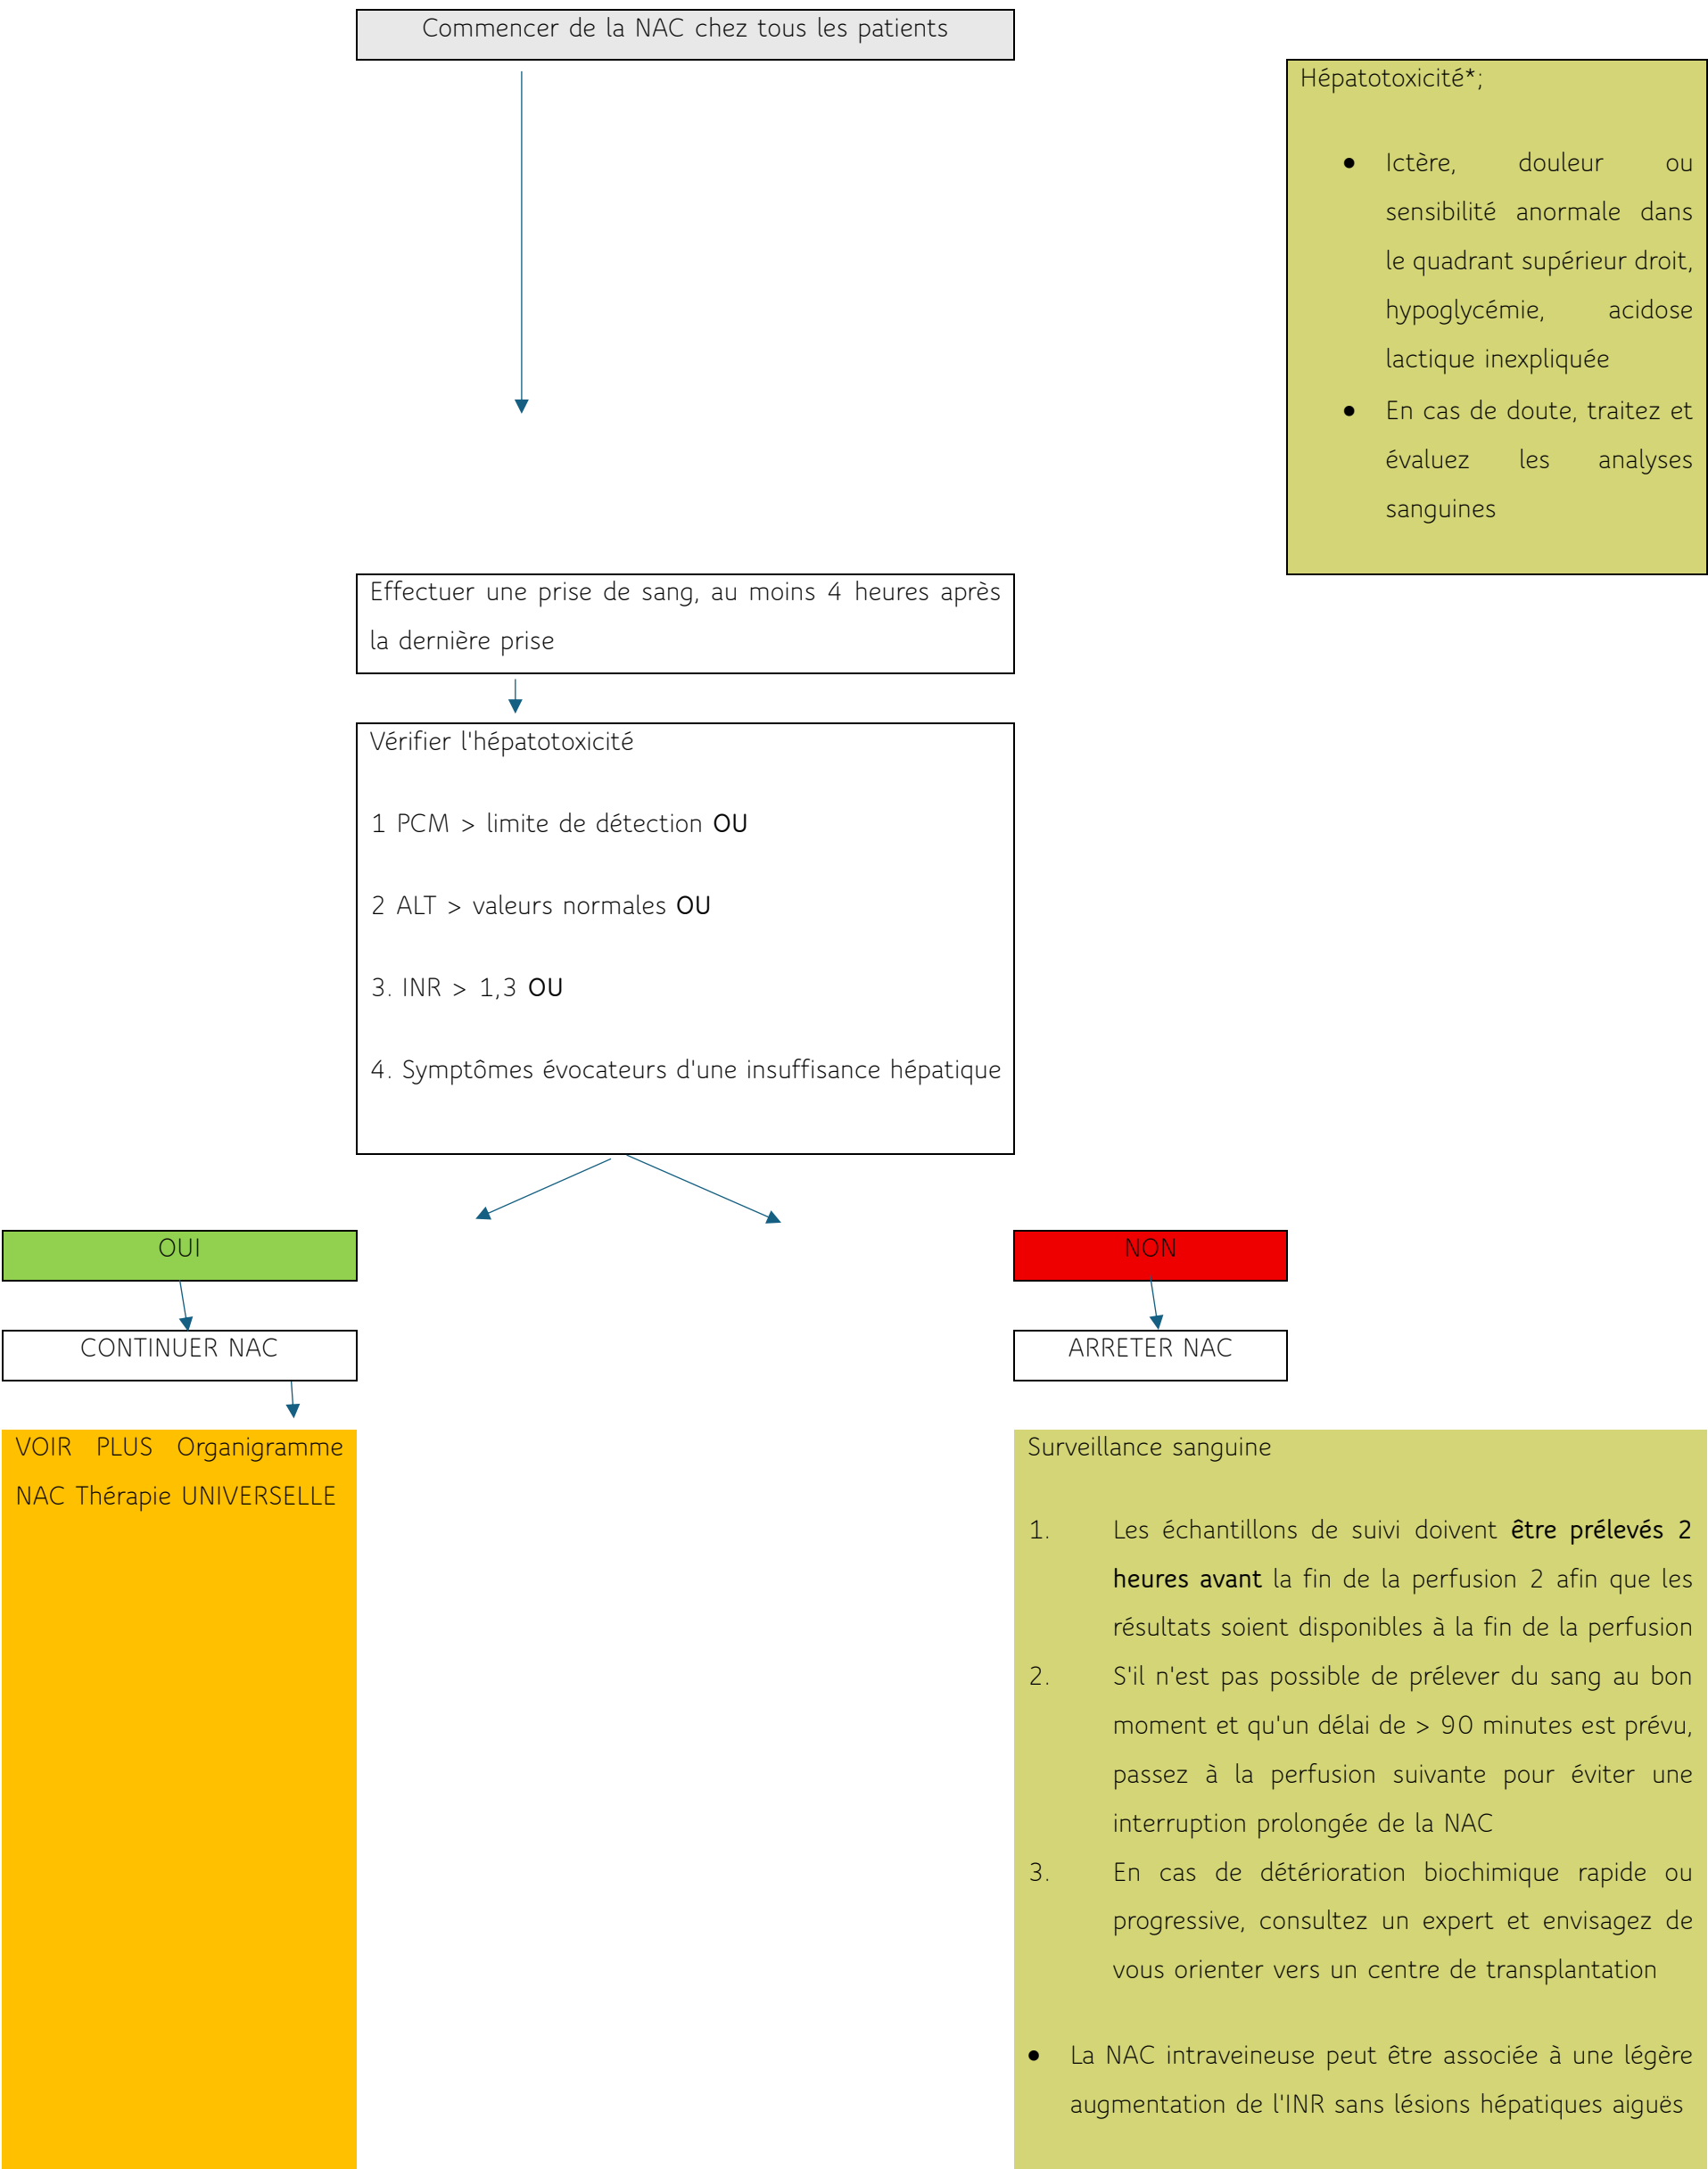 Commencer de la NAC chez tous les patients
Hépatotoxicité*;
• Ictère, douleur ou
sensibilité anormale dans
le quadrant supérieur droit,
hypoglycémie, acidose
lactique inexpliquée
• En cas de doute, traitez et
évaluez les analyses
sanguines
Effectuer une prise de sang, au moins 4 heures après
la dernière prise
Vérifier l'hépatotoxicité
1 PCM > limite de détection OU
2 ALT > valeurs normales OU
3. INR > 1,3 OU
4. Symptômes évocateurs d'une insuffisance hépatique
OUI
NON
CONTINUER NAC
ARRETER NAC
VOIR PLUS Organigramme
NAC Thérapie UNIVERSELLE
Surveillance sanguine
1. Les échantillons de suivi doivent être prélevés 2
heures avant la fin de la perfusion 2 afin que les
résultats soient disponibles à la fin de la perfusion
2. S'il n'est pas possible de prélever du sang au bon
moment et qu'un délai de > 90 minutes est prévu,
passez à la perfusion suivante pour éviter une
interruption prolongée de la NAC
3. En cas de détérioration biochimique rapide ou
progressive, consultez un expert et envisagez de
vous orienter vers un centre de transplantation
• La NAC intraveineuse peut être associée à une légère
augmentation de l'INR sans lésions hépatiques aiguës